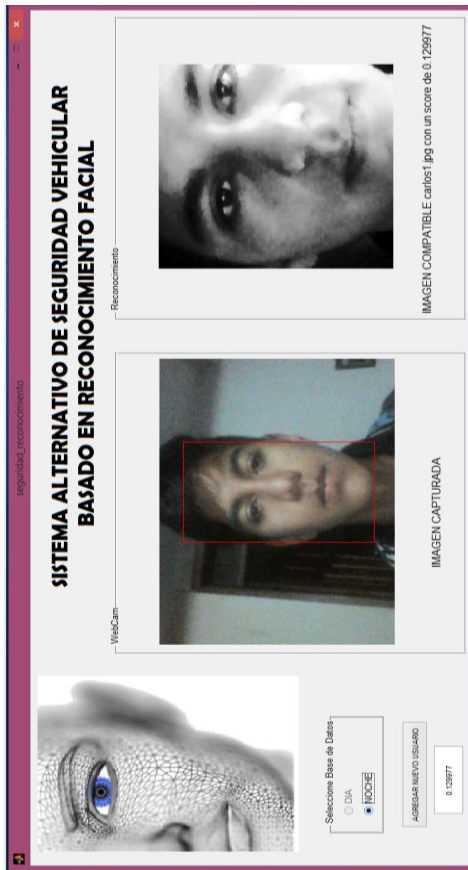 seguridad_reconocimiento
SISTEMA ALTERNATIVO DE SEGURIDAD VEHICULAR
BASADO EN RECONOCIMIENTO FACIAL
WebCam
IMAGEN CAPTURADA
Reconocimiento
IMAGEN COMPATIBLE carlos1.jpg con un score de 0.129977
Seleccione Base de Datos
DIA
NOCHE
AGREGAR NUEVO USUARIO
0.129977